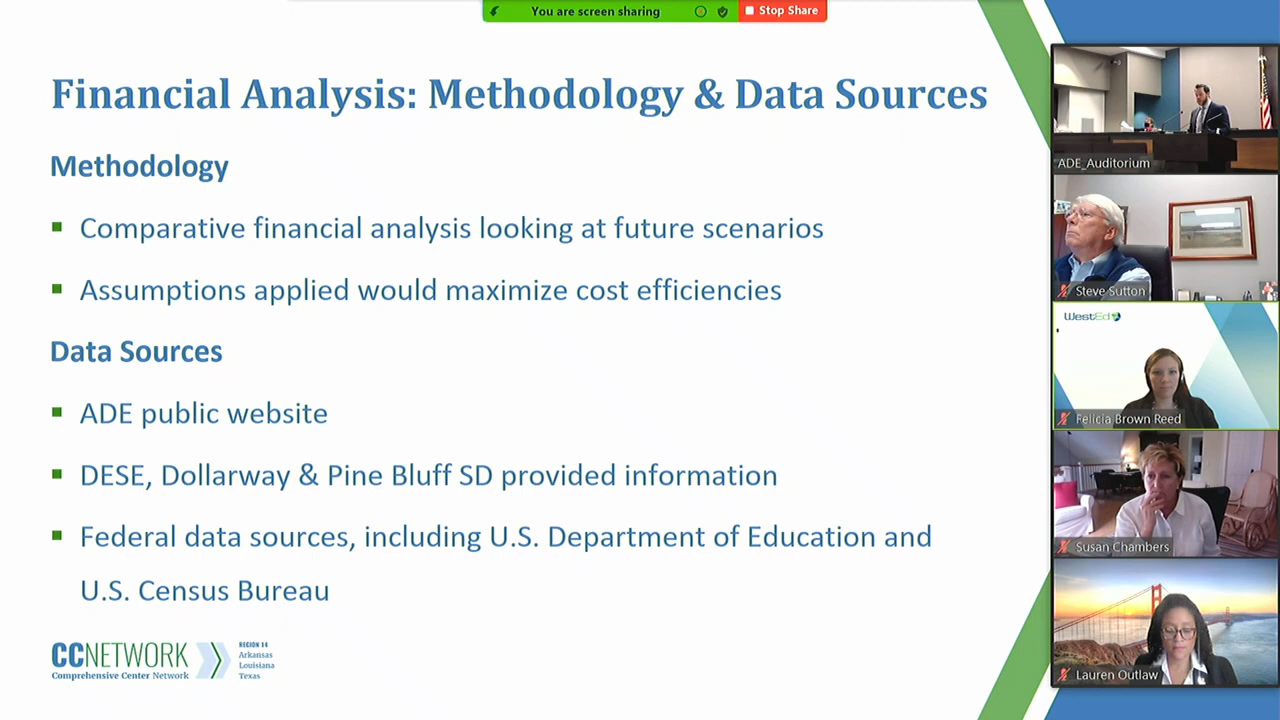 You are screen sharing
Stop Share
Financial Analysis: Methodology & Data Sources
Methodology
Comparative financial analysis looking at future scenarios
Assumptions applied would maximize cost efficiencies
Data Sources
ADE public website
DESE, Dollarway & Pine Bluff SD provided information
Federal data sources, including U.S. Department of Education and
U.S. Census Bureau
CCNETWORK
Comprehensive Center Network
REGION 14
Arkansas
Louisiana
Texas
ADE_Auditorium
Steve Sutton
WestEd
Felicia Brown Reed
Susan Chambers
Lauren Outlaw